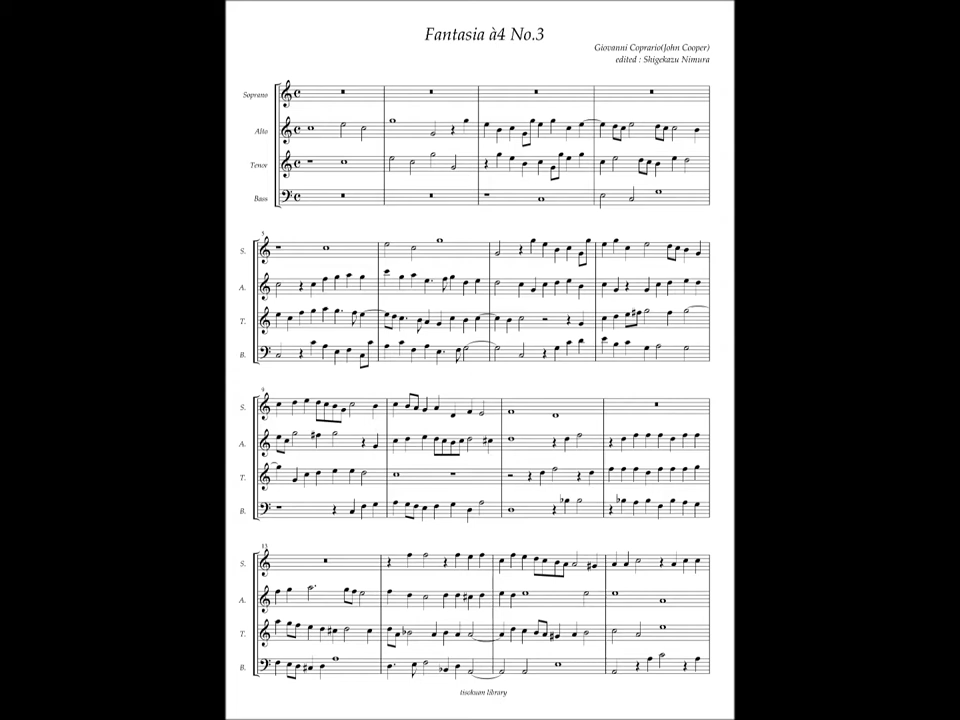 Fantasia à4 No.3
Giovanni Coprario(John Cooper)
edited : Shigekazu Nimura
Soprano
Alto
Tenor
Bass
5
S.
A.
T.
B.
9
S.
A.
T.
B.
13
S.
A.
T.
B.
tisokuan library